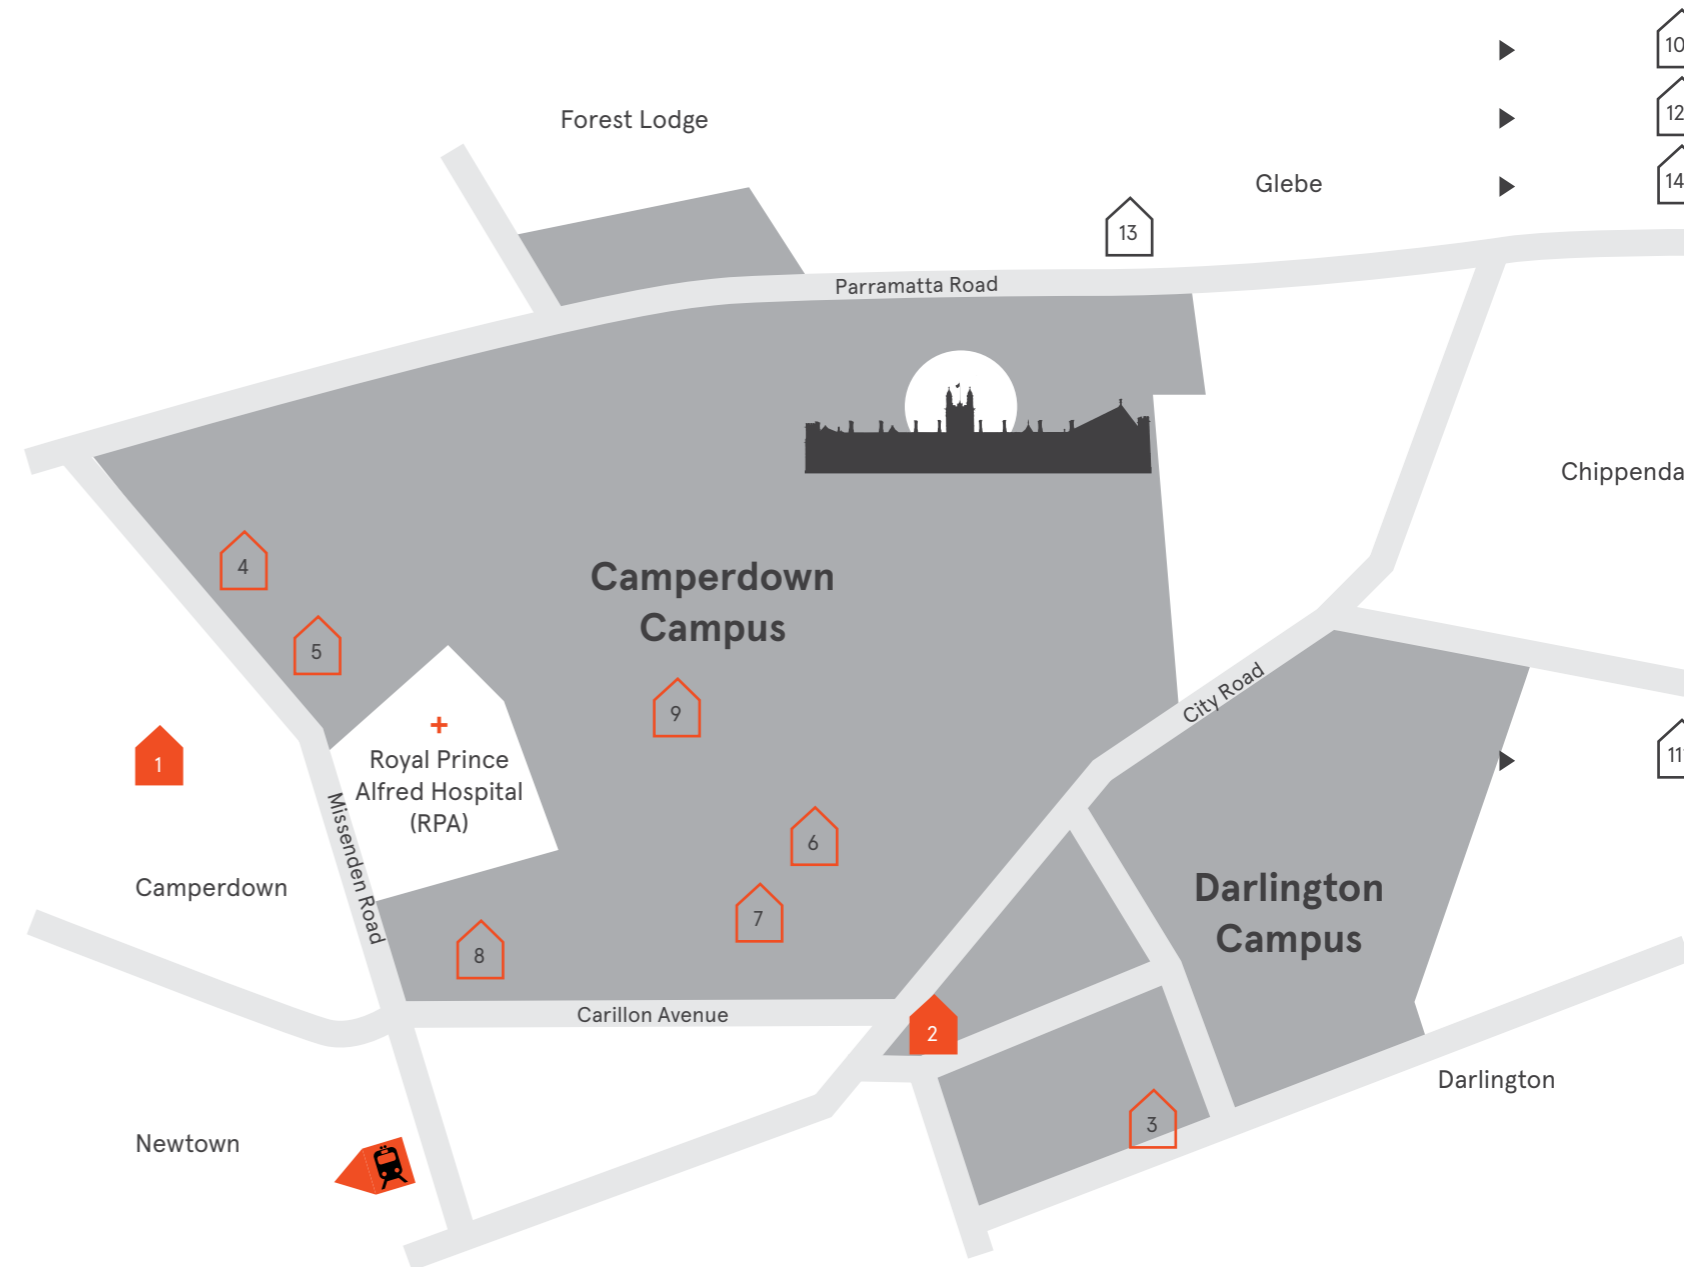 10
Forest Lodge
12
Glebe
14
13
Parramatta Road
Chippenda
4
Camperdown
Campus
5
City Road
9
Royal Prince
Alfred Hospital
(RPA)
1
11
Missenden Road
6
Camperdown
Darlington
Campus
7
8
Carillon Avenue
2
Darlington
3
Newtown